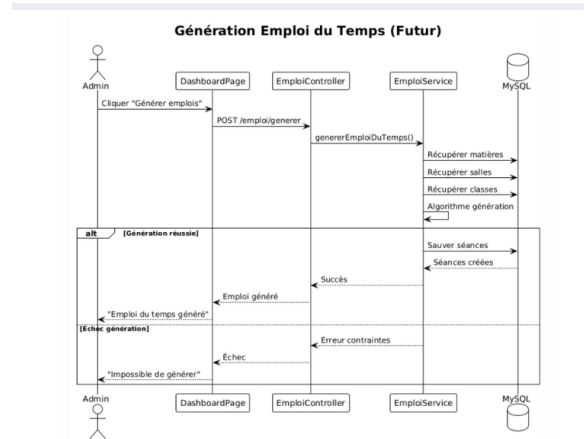 Génération Emploi du Temps (Futur)
Admin
DashboardPage
EmploiController
EmploiService
MySQL
Cliquer "Générer emplois"
POST /emploi/generer
genererEmploiDuTemps()
Récupérer matières
Récupérer salles
Récupérer classes
Algorithme génération
alt [Génération réussie]
Sauver séances
Séances créées
Succès
Emploi généré
"Emploi du temps généré"
[Échec génération]
Erreur contraintes
Échec
"Impossible de générer"
Admin
DashboardPage
EmploiController
EmploiService
MySQL